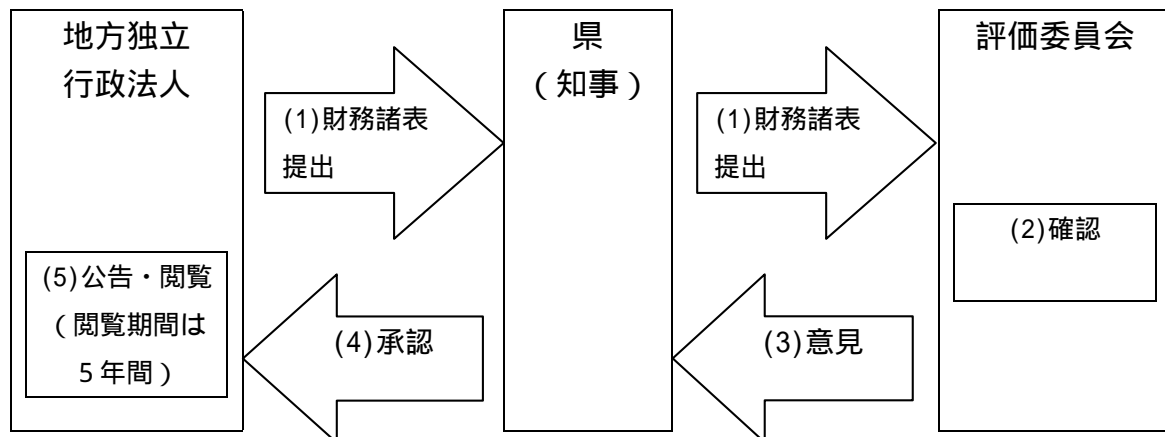 地方独立
行政法人
(1)財務諸表
提出
(5)公告・閲覧
(閲覧期間は
5年間)
県
(知事)
(1)財務諸表
提出
(4)承認
評価委員会
(2)確認
(3)意見